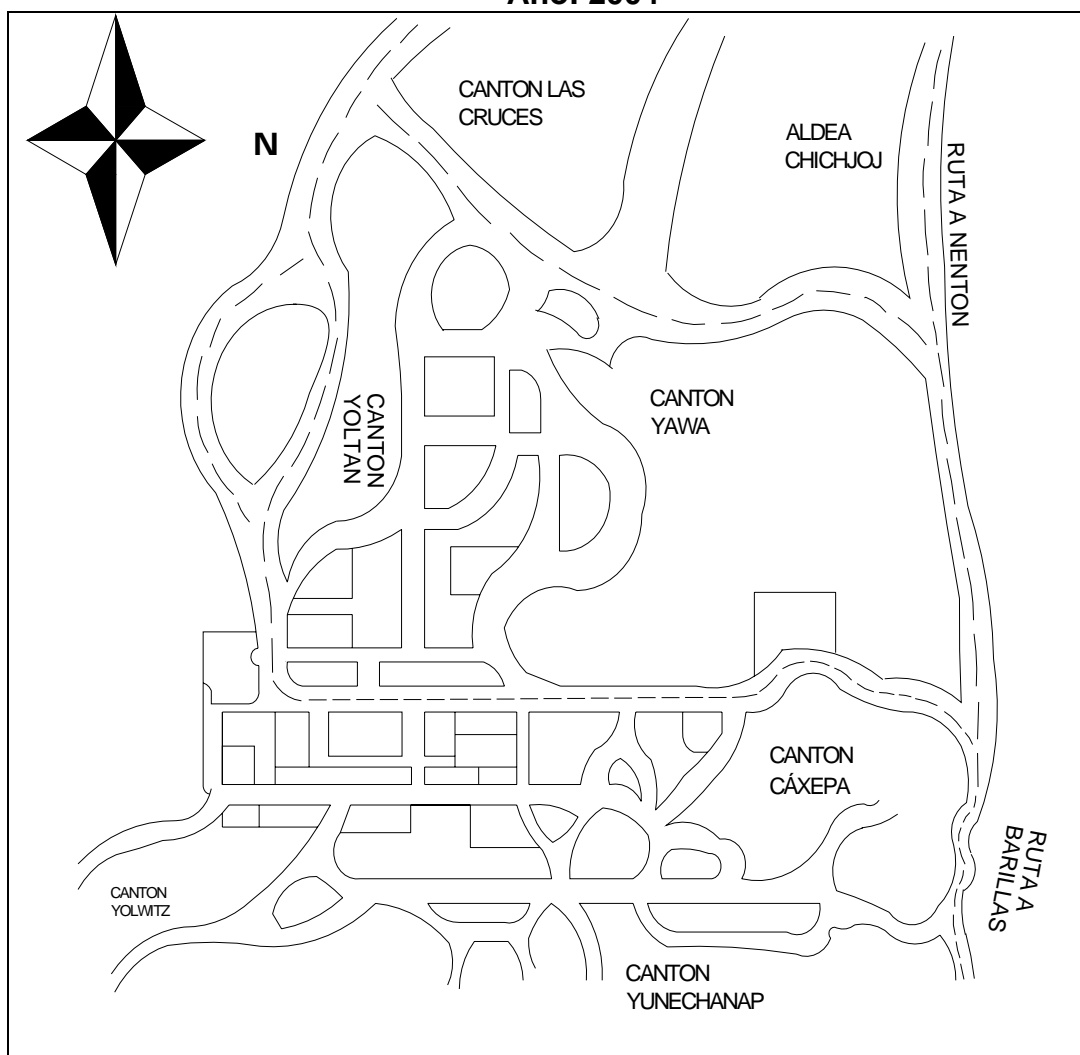 N
CANTON LAS
CRUCES
ALDEA
CHICHJOJ
RUTA A NENTON
CANTON
YOLTAN
CANTON
YAWA
CANTON
CÁXEPA
RUTA A
BARILLAS
CANTON
YOLWITZ
CANTON
YUNECHANAP